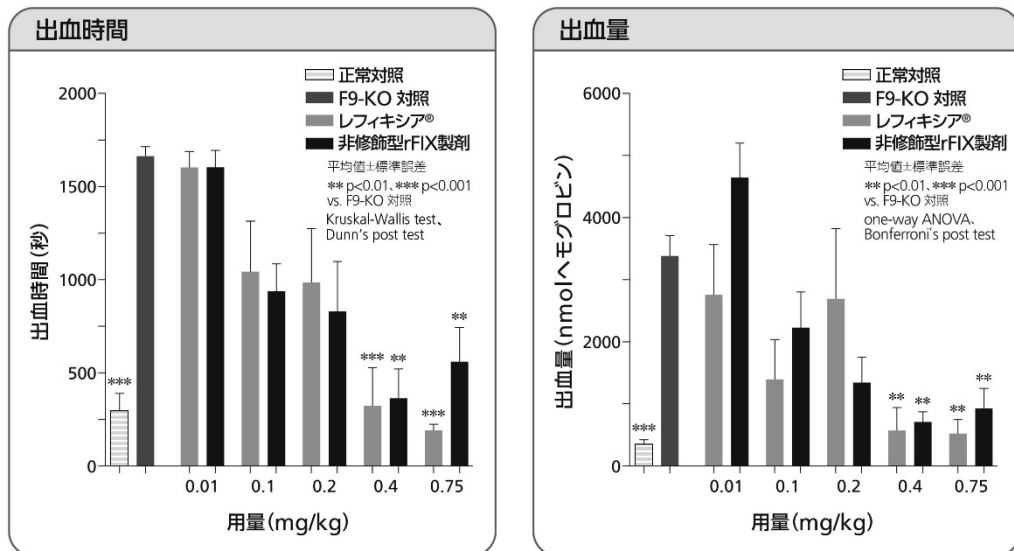 出血時間
正常対照
F9-KO 対照
レフィキシア®
非修飾型rFIX製剤
平均値±標準誤差
** p<0.01、*** p<0.001
vs. F9-KO 対照
Kruskal-Wallis test、
Dunn's post test
出血時間(秒)
2000
1500
1000
500
0
***
***
**
***
**
0.01
0.1
0.2
0.4
0.75
用量(mg/kg)
出血量
正常対照
F9-KO 対照
レフィキシア®
非修飾型rFIX製剤
平均値±標準誤差
** p<0.01、*** p<0.001
vs. F9-KO 対照
one-way ANOVA、
Bonferroni's post test
出血量(nmolヘモグロビン)
6000
4000
2000
0
***
**
**
**
**
0.01
0.1
0.2
0.4
0.75
用量(mg/kg)